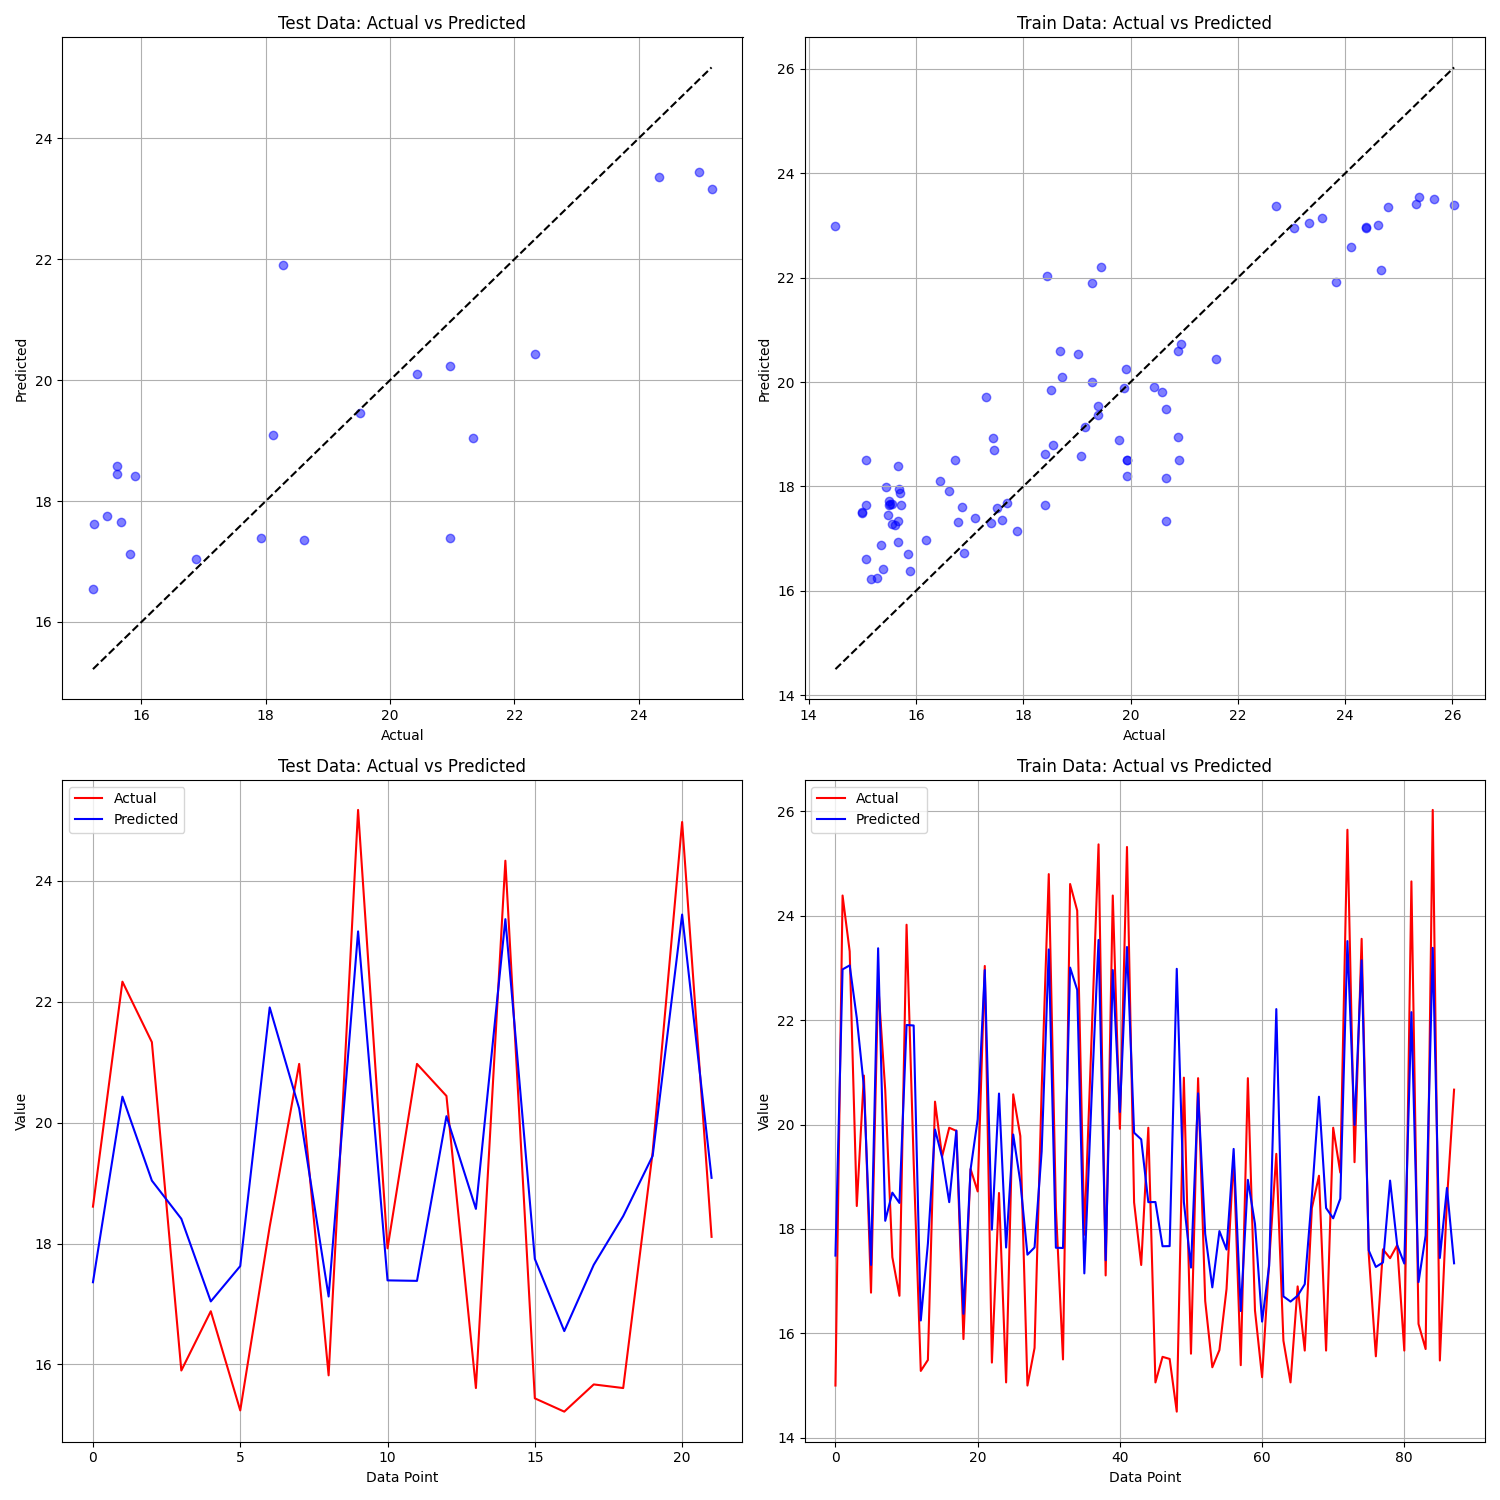 Test Data: Actual vs Predicted
Predicted
24
22
20
18
16
16 18 20 22 24
Actual
Train Data: Actual vs Predicted
Predicted
26
24
22
20
18
16
14
14 16 18 20 22 24 26
Actual
Test Data: Actual vs Predicted
Actual
Predicted
Value
24
22
20
18
16
0 5 10 15 20
Data Point
Train Data: Actual vs Predicted
Actual
Predicted
Value
26
24
22
20
18
16
14
0 20 40 60 80
Data Point